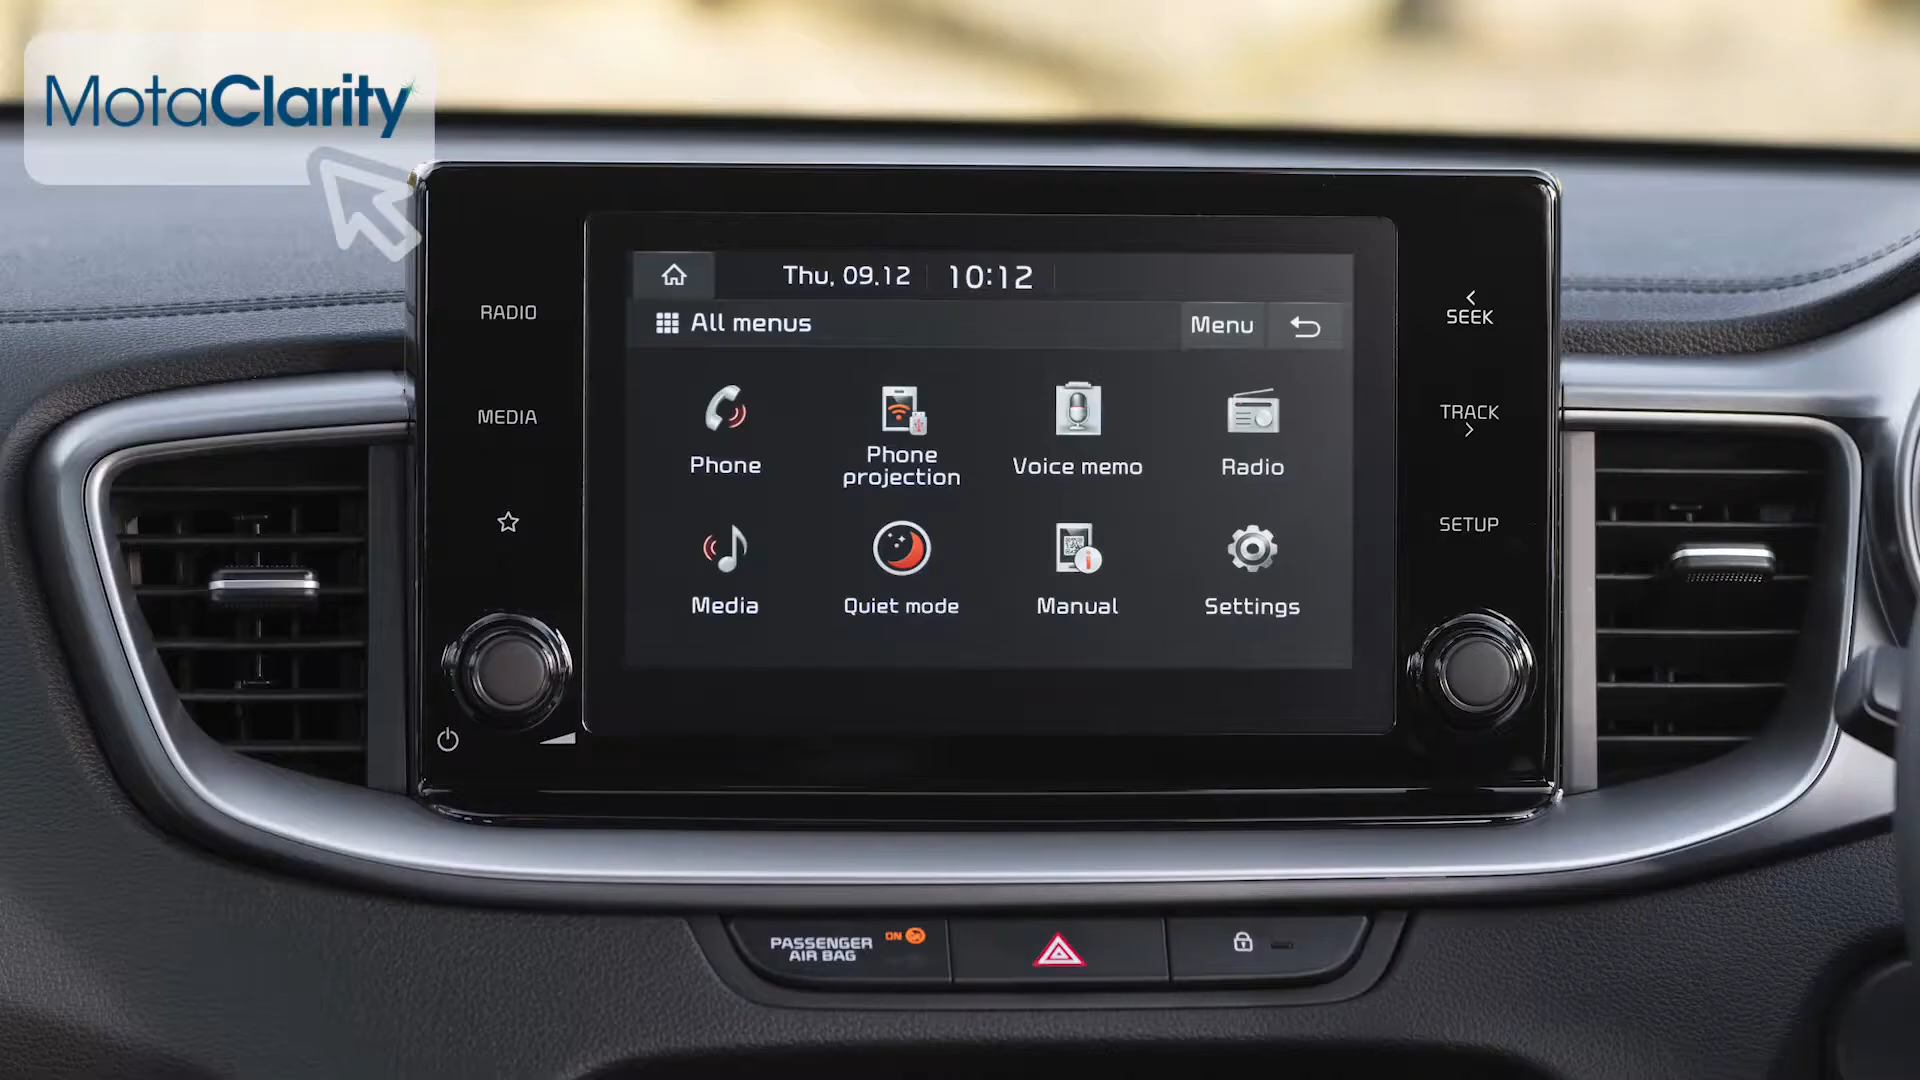 MotaClarity
Thu, 09.12 10:12
All menus Menu
RADIO
MEDIA
Phone
Phone
projection
Voice memo
Radio
Media
Quiet mode
Manual
Settings
SEEK
TRACK
SETUP
PASSENGER
AIR BAG
ON